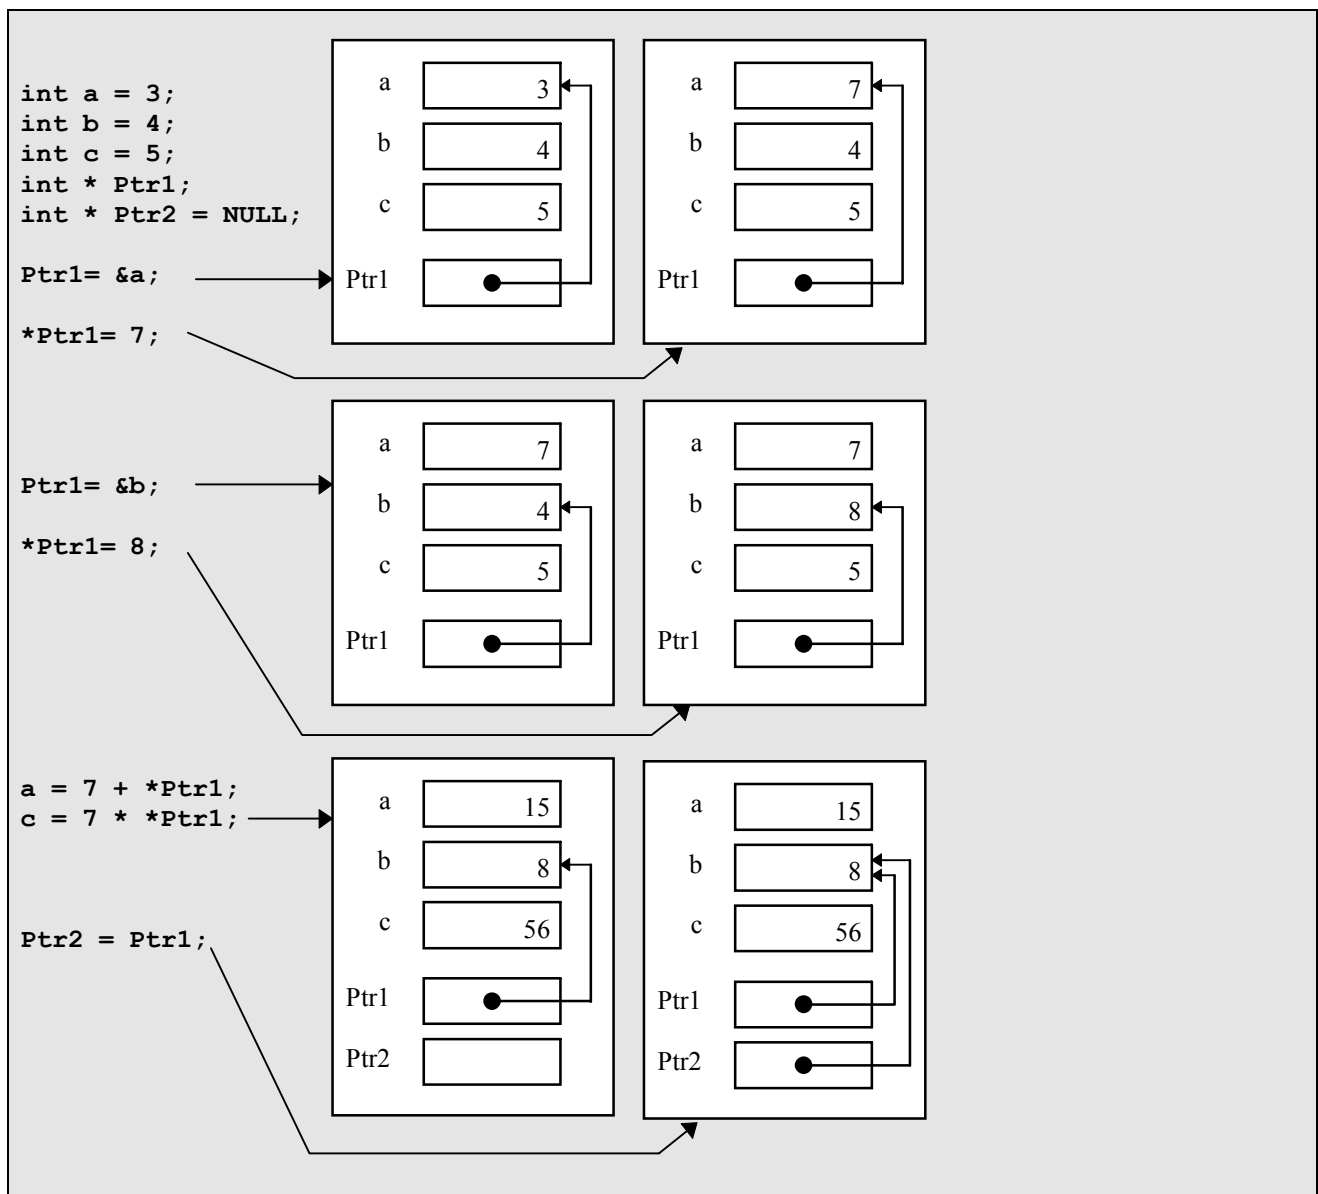 int a = 3;
int b = 4;
int c = 5;
int * Ptr1;
int * Ptr2 = NULL;
Ptr1= &a;
*Ptr1= 7;
a 3
b 4
c 5
Ptr1
a 7
b 4
c 5
Ptr1
Ptr1= &b;
*Ptr1= 8;
a 7
b 4
c 5
Ptr1
a 7
b 8
c 5
Ptr1
a = 7 + *Ptr1;
c = 7 * *Ptr1;
Ptr2 = Ptr1;
a 15
b 8
c 56
Ptr1
Ptr2
a 15
b 8
c 56
Ptr1
Ptr2